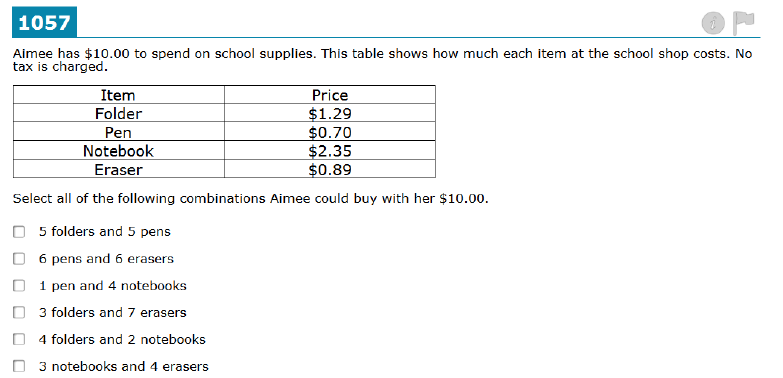 1057
Aimee has $10.00 to spend on school supplies. This table shows how much each item at the school shop costs. No
tax is charged.
Item Price
Folder $1.29
Pen $0.70
Notebook $2.35
Eraser $0.89
Select all of the following combinations Aimee could buy with her $10.00.
5 folders and 5 pens
6 pens and 6 erasers
1 pen and 4 notebooks
3 folders and 7 erasers
4 folders and 2 notebooks
3 notebooks and 4 erasers